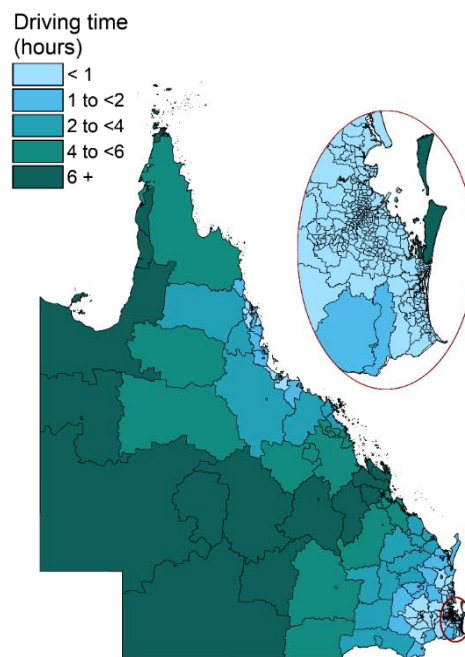 Driving time
(hours)
< 1
1 to <2
2 to <4
4 to <6
6 +